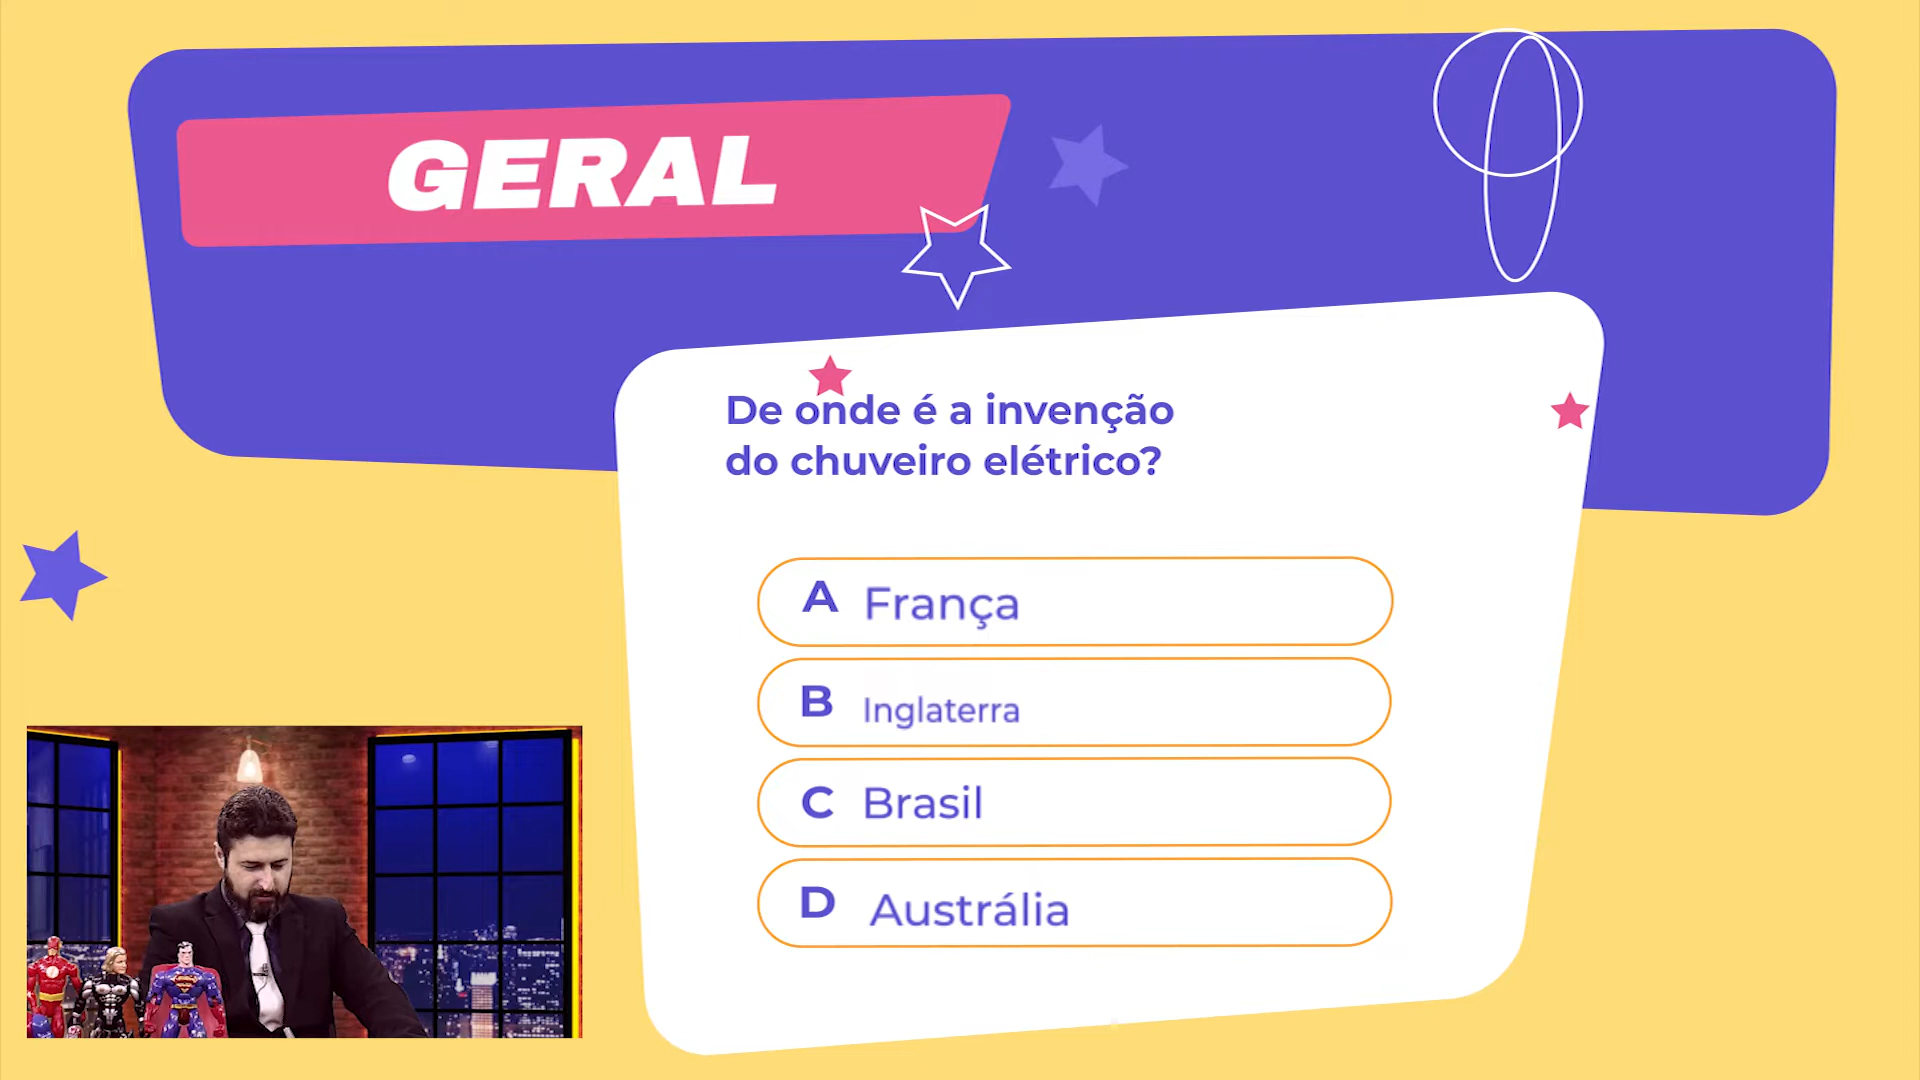 GERAL
De onde é a invenção
do chuveiro elétrico?
A França
B Inglaterra
C Brasil
D Austrália